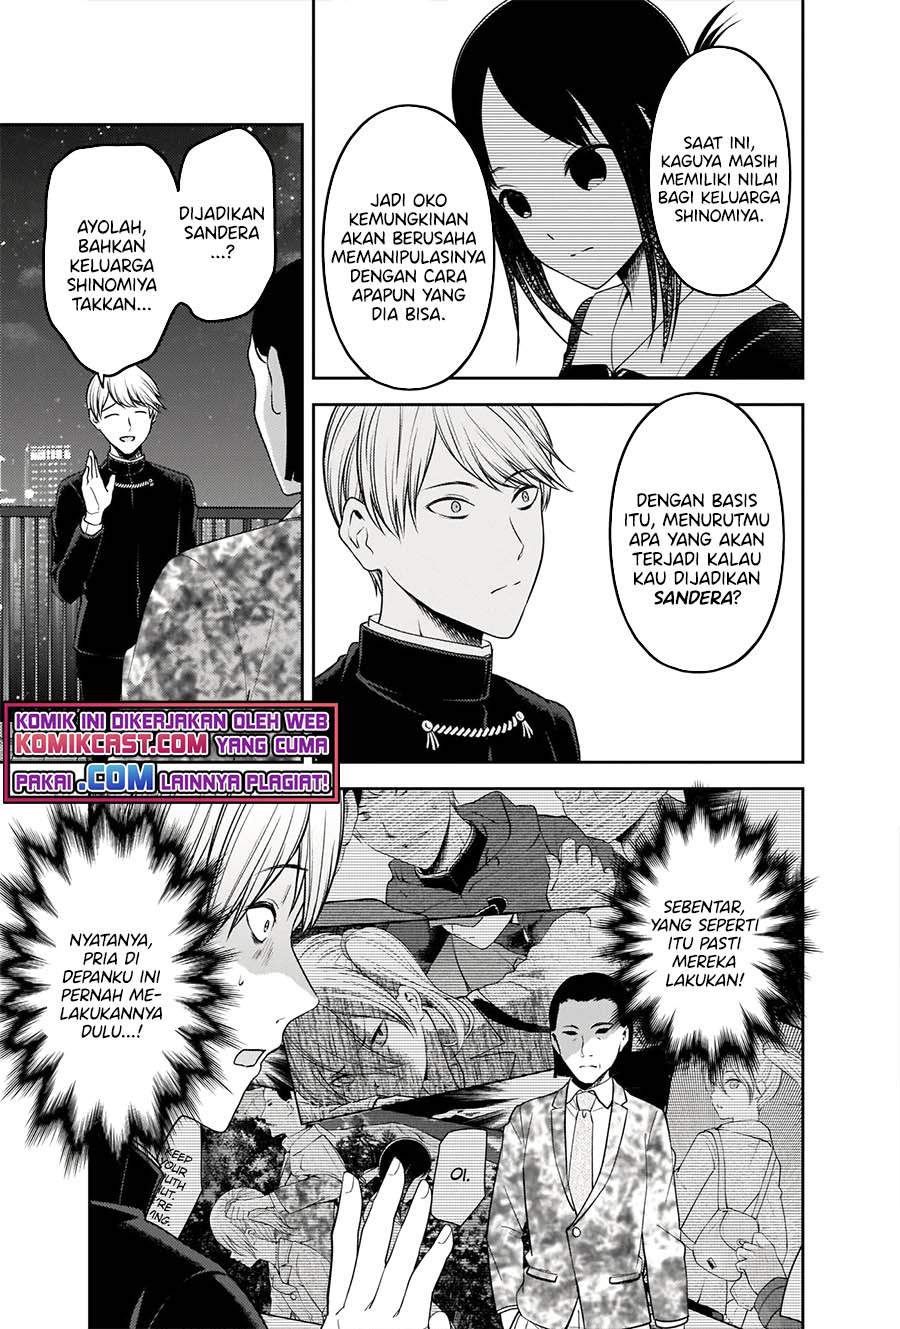 SAAT INI,
KAGUYA MASIH
MEMILIKI NILAI
BAGI KELUARGA
SHINOMIYA.
JADI OKO
KEMUNGKINAN
AKAN BERUSAHA
MEMANIPULASINYA
DENGAN CARA
APAPUN YANG
DIA BISA.
DENGAN BASIS
ITU, MENURUTMU
APA YANG AKAN
TERJADI KALAU
KAU DIJADIKAN
SANDERA?
DIJADIKAN
SANDERA
...?
AYOLAH,
BAHKAN
KELUARGA
SHINOMIYA
TAKKAN...
KOMIK INI DIKERJAKAN OLEH WEB
KOMIKCAST.COM YANG CUMA
PAKAI .COM LAINNYA PLAGIAT!
SEBENTAR,
YANG SEPERTI
ITU PASTI
MEREKA
LAKUKAN!
NYATANYA,
PRIA DI
DEPANKU INI
PERNAH ME-
LAKUKANNYA
DULU...!
OI.
KEEP
YOUR